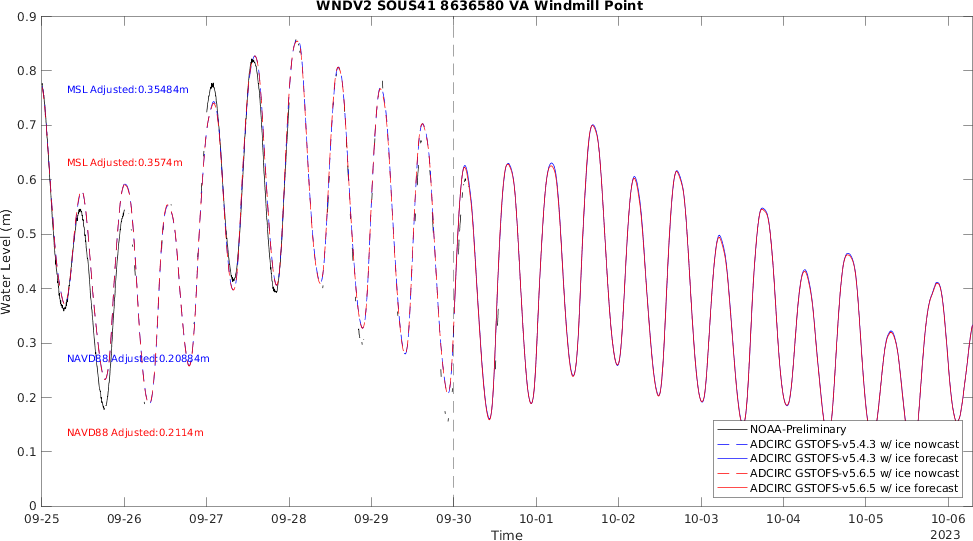 WNDV2 SOUS41 8636580 VA Windmill Point
0.9
0.8
0.7
0.6
0.5
0.4
0.3
0.2
0.1
0
Water Level (m)
MSL Adjusted:0.35484m
MSL Adjusted:0.3574m
NAVD88 Adjusted:0.20884m
NAVD88 Adjusted:0.2114m
NOAA-Preliminary
ADCIRC GSTOFS-v5.4.3 w/ ice nowcast
ADCIRC GSTOFS-v5.4.3 w/ ice forecast
ADCIRC GSTOFS-v5.6.5 w/ ice nowcast
ADCIRC GSTOFS-v5.6.5 w/ ice forecast
09-25 09-26 09-27 09-28 09-29 09-30 10-01 10-02 10-03 10-04 10-05 10-06
2023
Time